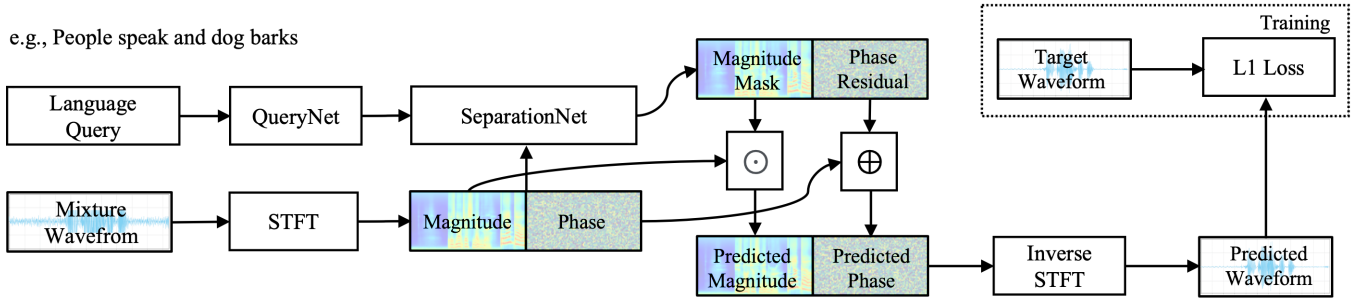 e.g., People speak and dog barks
Language
Query
QueryNet
SeparationNet
Magnitude
Mask
Phase
Residual
Training
Target
Waveform
L1 Loss
⊙
⊕
Mixture
Wavefrom
STFT
Magnitude
Phase
Predicted
Magnitude
Predicted
Phase
Inverse
STFT
Predicted
Waveform